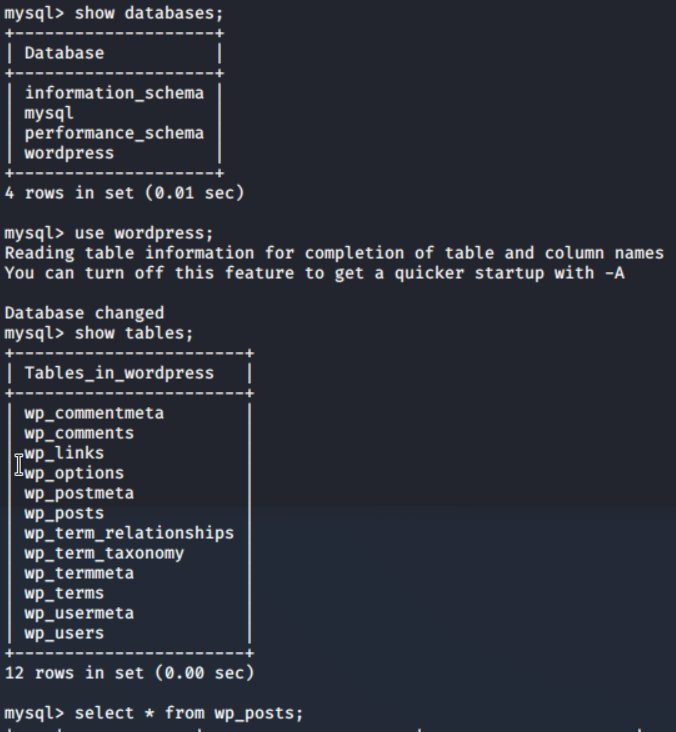 mysql> show databases;
+--------------------+
| Database           |
+--------------------+
| information_schema |
| mysql              |
| performance_schema |
| wordpress          |
+--------------------+
4 rows in set (0.01 sec)
mysql> use wordpress;
Reading table information for completion of table and column names
You can turn off this feature to get a quicker startup with -A
Database changed
mysql> show tables;
+-----------------------+
| Tables_in_wordpress   |
+-----------------------+
| wp_commentmeta        |
| wp_comments           |
| wp_links              |
| wp_options            |
| wp_postmeta           |
| wp_posts              |
| wp_term_relationships |
| wp_term_taxonomy      |
| wp_termmeta           |
| wp_terms              |
| wp_usermeta           |
| wp_users              |
+-----------------------+
12 rows in set (0.00 sec)
mysql> select * from wp_posts;